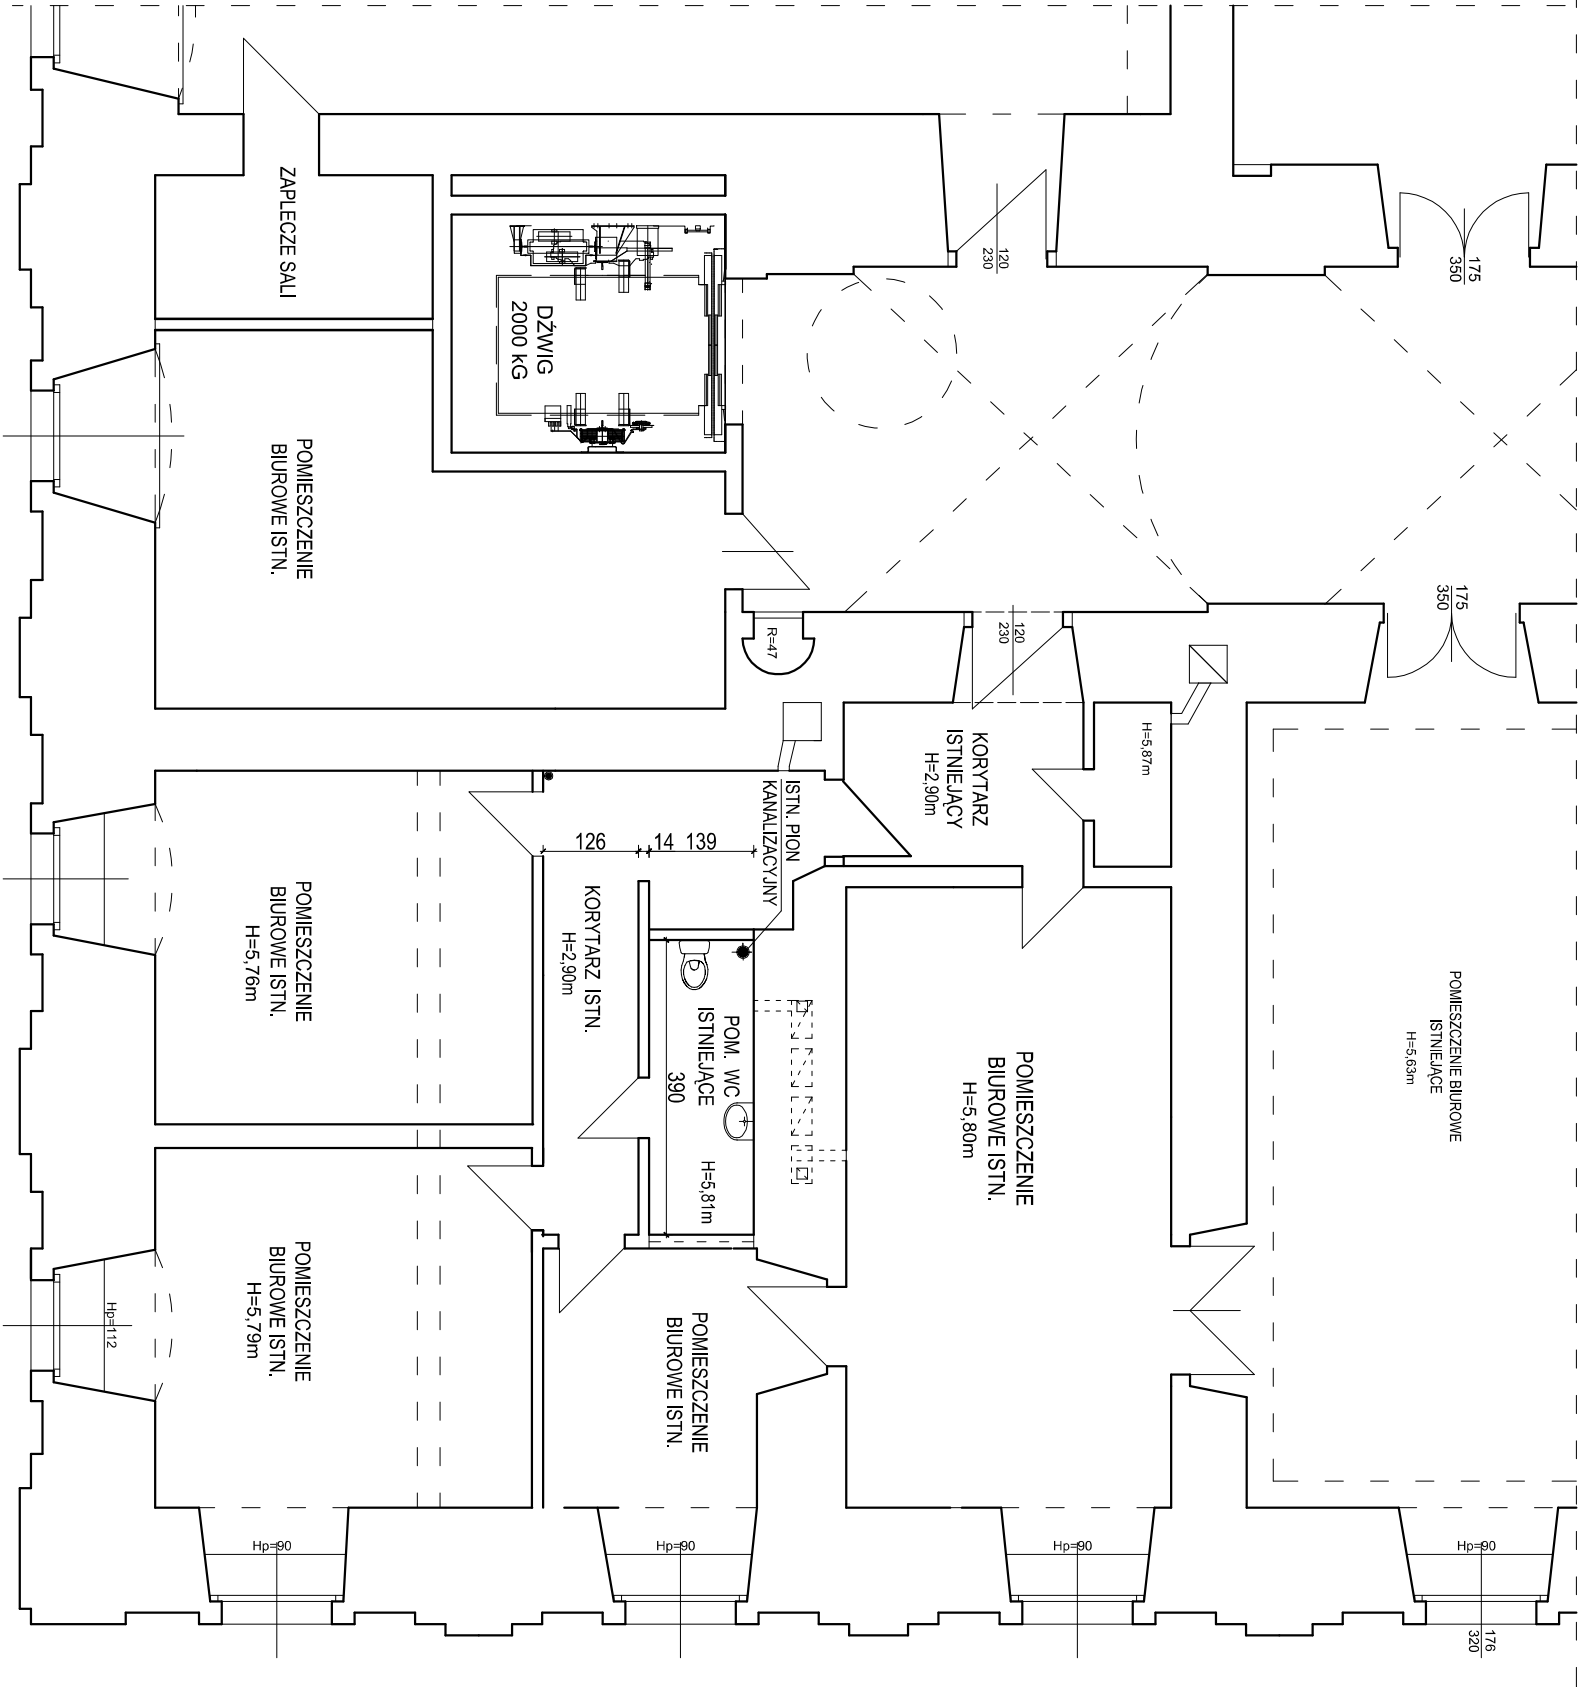 ZAPLECZE SALI
DŹWIG
2000 kG
120
230
175
350
POMIESZCZENIE
BIUROWE ISTN.
R=47
120
230
175
350
KORYTARZ
ISTNIEJĄCY
H=2,90m
H=5,87m
ISTN. PION
KANALIZACYJNY
126
14
139
POMIESZCZENIE
BIUROWE ISTN.
H=5,76m
KORYTARZ ISTN.
H=2,90m
POM. WC
ISTNIEJĄCE
390
H=5,81m
POMIESZCZENIE
BIUROWE ISTN.
H=5,80m
POMIESZCZENIE BIUROWE
ISTNIEJĄCE
H=5,63m
POMIESZCZENIE
BIUROWE ISTN.
H=5,79m
Hp=112
POMIESZCZENIE
BIUROWE ISTN.
Hp=90
Hp=90
Hp=90
Hp=90
176
320